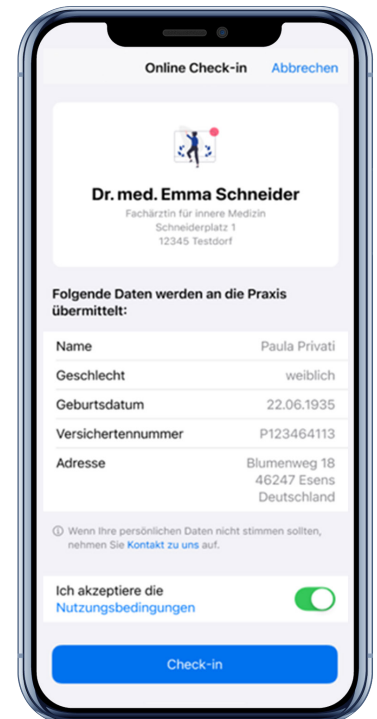 Online Check-in Abbrechen
Dr. med. Emma Schneider
Fachärztin für innere Medizin
Schneiderplatz 1
12345 Testdorf
Folgende Daten werden an die Praxis
übermittelt:
Name Paula Privati
Geschlecht weiblich
Geburtsdatum 22.06.1935
Versichertennummer P123464113
Adresse Blumenweg 18
46247 Esens
Deutschland
Wenn Ihre persönlichen Daten nicht stimmen sollten,
nehmen Sie Kontakt zu uns auf.
Ich akzeptiere die
Nutzungsbedingungen
Check-in